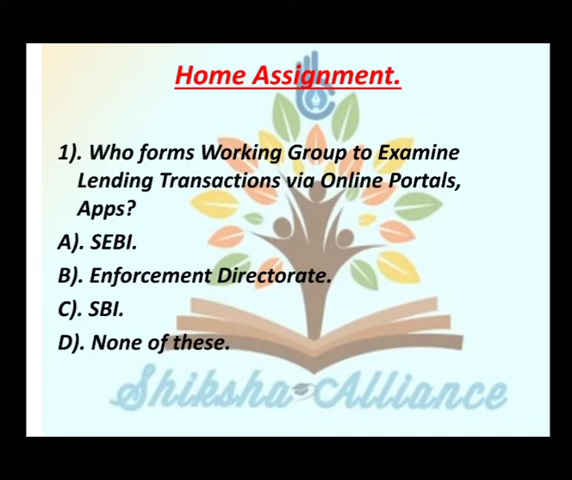 Home Assignment.
1). Who forms Working Group to Examine
Lending Transactions via Online Portals,
Apps?
A). SEBI.
B). Enforcement Directorate.
C). SBI.
D). None of these.
Shiksha Alliance